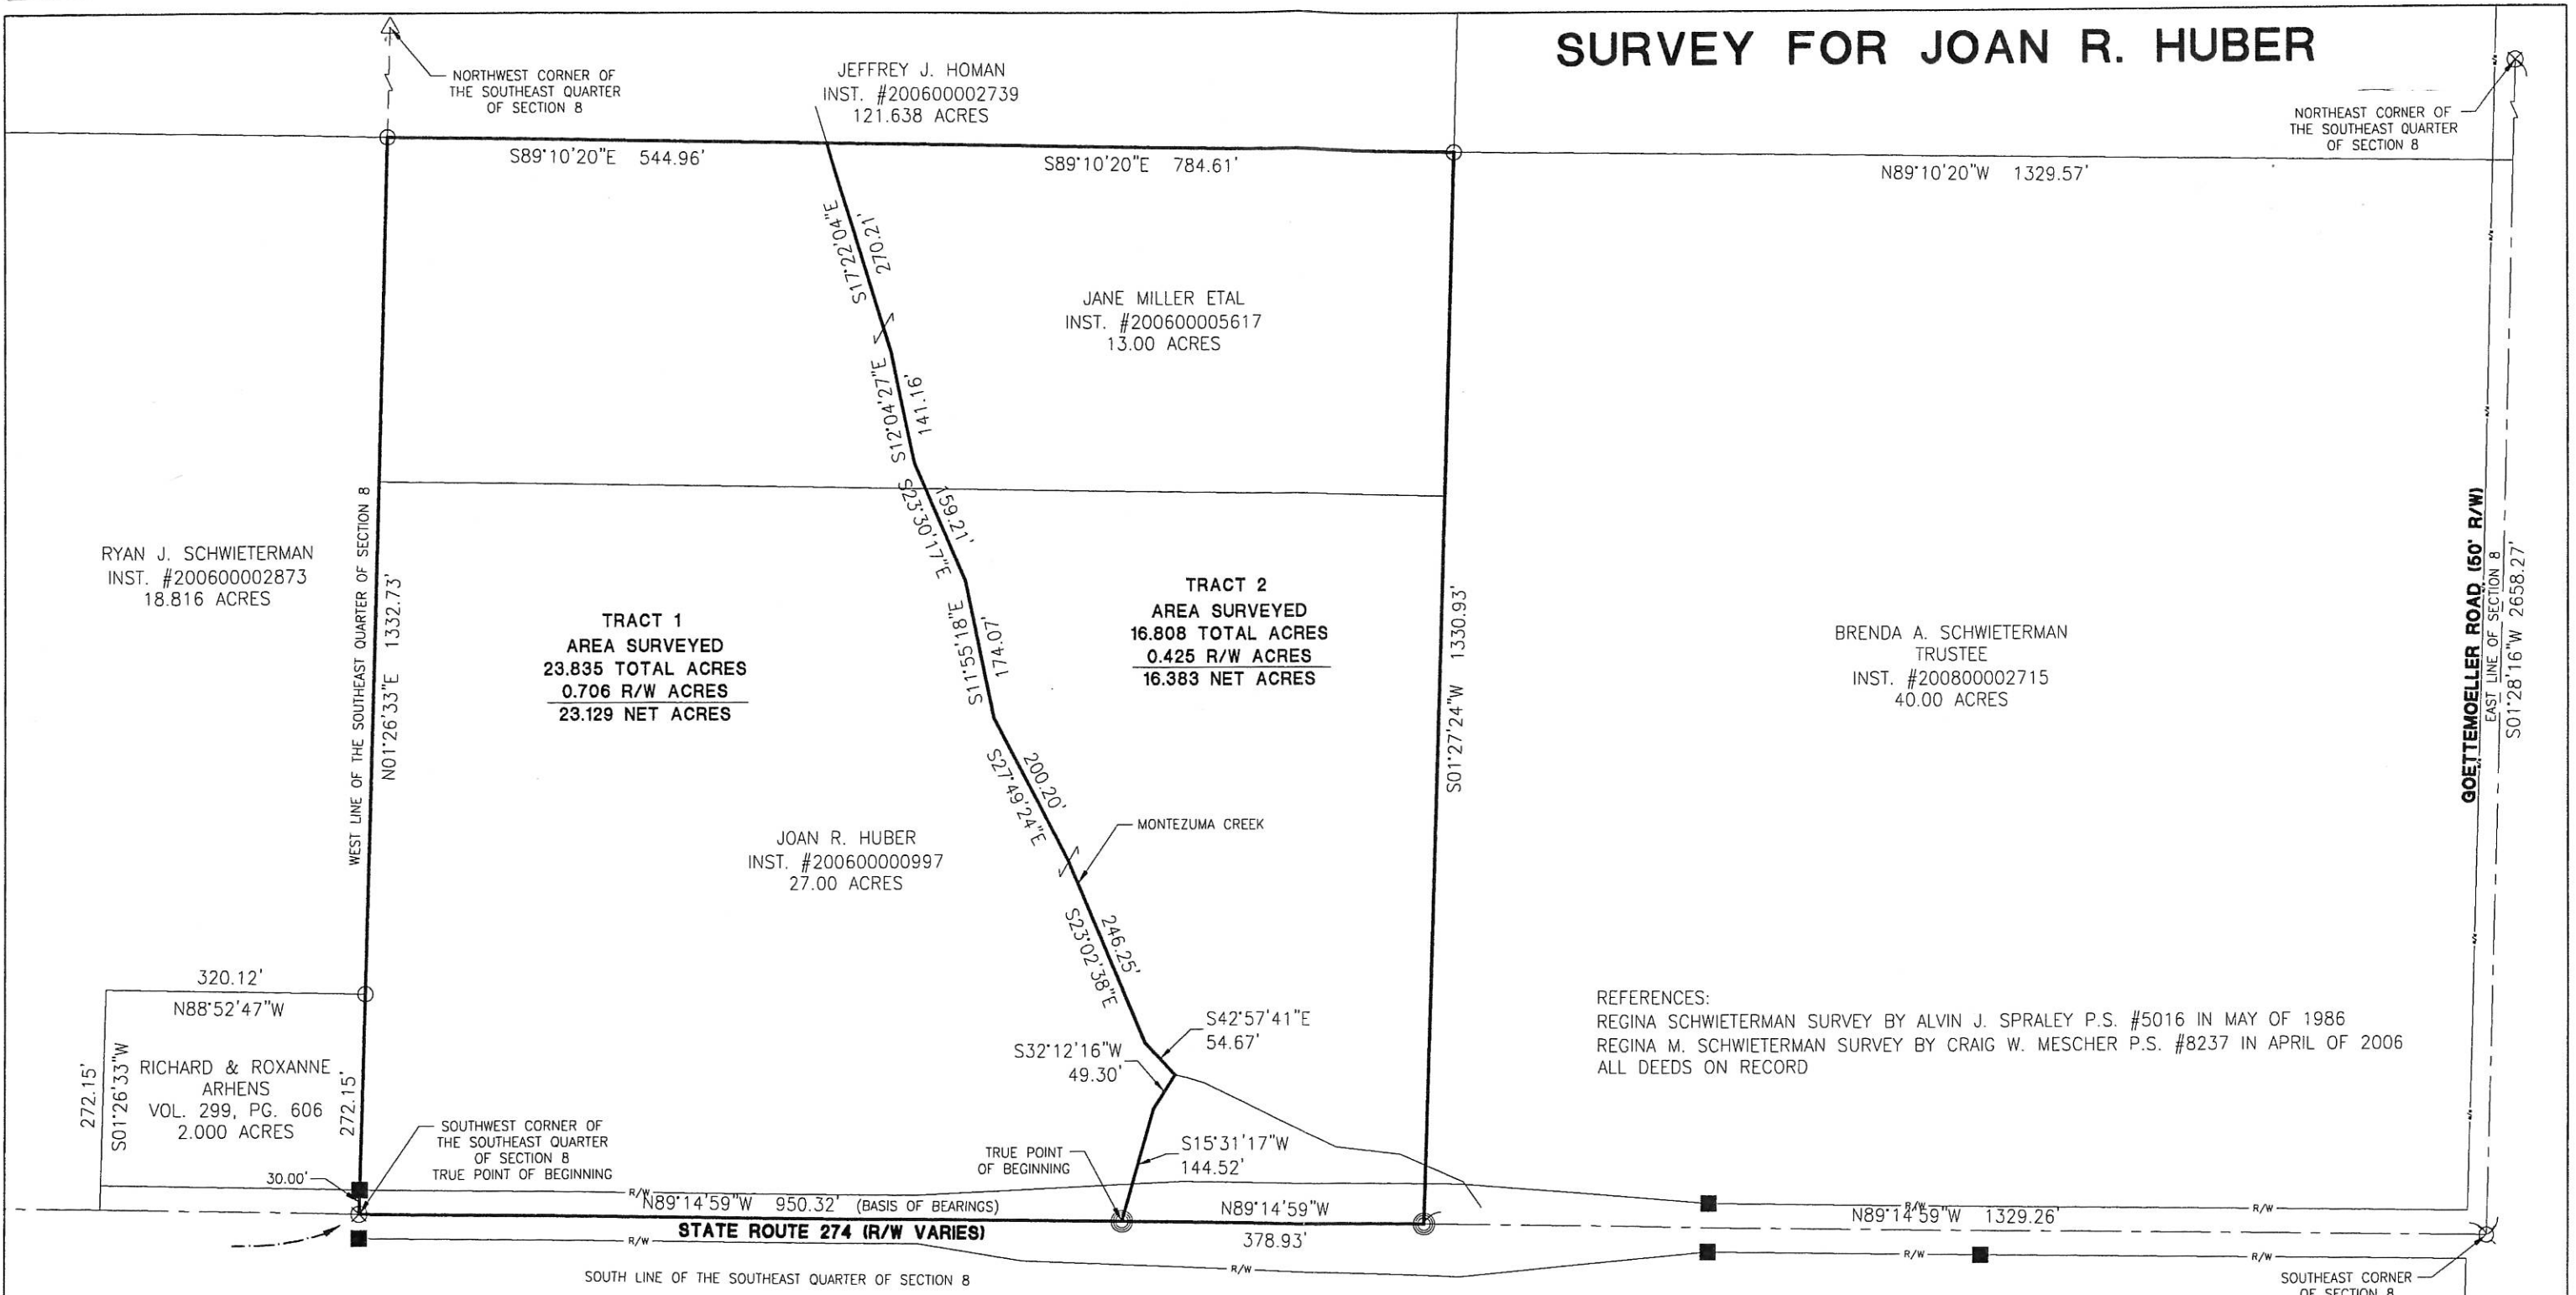 SURVEY FOR JOAN R. HUBER
NORTHWEST CORNER OF
THE SOUTHEAST QUARTER
OF SECTION 8
JEFFREY J. HOMAN
INST. #200600002739
121.638 ACRES
NORTHEAST CORNER OF
THE SOUTHEAST QUARTER
OF SECTION 8
S89°10'20"E 544.96'
S89°10'20"E 784.61'
N89°10'20"W 1329.57'
S17°22'04"E
270.21'
JANE MILLER ETAL
INST. #200600005617
13.00 ACRES
S12°04'27"E
141.16'
S23°30'17"E
159.21'
RYAN J. SCHWIETERMAN
INST. #200600002873
18.816 ACRES
WEST LINE OF THE SOUTHEAST QUARTER OF SECTION 8
N01°26'33"E 1332.73'
TRACT 1
AREA SURVEYED
23.835 TOTAL ACRES
0.706 R/W ACRES
23.129 NET ACRES
S11°55'18"E
174.07'
TRACT 2
AREA SURVEYED
16.808 TOTAL ACRES
0.425 R/W ACRES
16.383 NET ACRES
S01°27'24"W 1330.93'
BRENDA A. SCHWIETERMAN
TRUSTEE
INST. #200800002715
40.00 ACRES
GOETTEMOELLER ROAD (50' R/W)
EAST LINE OF SECTION 8
S01°28'16"W 2658.27'
S27°49'24"E
200.20'
MONTEZUMA CREEK
JOAN R. HUBER
INST. #200600000997
27.00 ACRES
S23°02'38"E
246.25'
320.12'
N88°52'47"W
272.15'
S01°26'33"W
RICHARD & ROXANNE
ARHENS
VOL. 299, PG. 606
2.000 ACRES
272.15'
S42°57'41"E
54.67'
S32°12'16"W
49.30'
REFERENCES:
REGINA SCHWIETERMAN SURVEY BY ALVIN J. SPRALEY P.S. #5016 IN MAY OF 1986
REGINA M. SCHWIETERMAN SURVEY BY CRAIG W. MESCHER P.S. #8237 IN APRIL OF 2006
ALL DEEDS ON RECORD
SOUTHWEST CORNER OF
THE SOUTHEAST QUARTER
OF SECTION 8
TRUE POINT OF BEGINNING
30.00'
TRUE POINT
OF BEGINNING
S15°31'17"W
144.52'
R/W
N89°14'59"W 950.32' (BASIS OF BEARINGS)
N89°14'59"W
378.93'
R/W
N89°14'59"W 1329.26'
R/W
STATE ROUTE 274 (R/W VARIES)
R/W
R/W
R/W
R/W
SOUTH LINE OF THE SOUTHEAST QUARTER OF SECTION 8
SOUTHEAST CORNER
OF SECTION 8